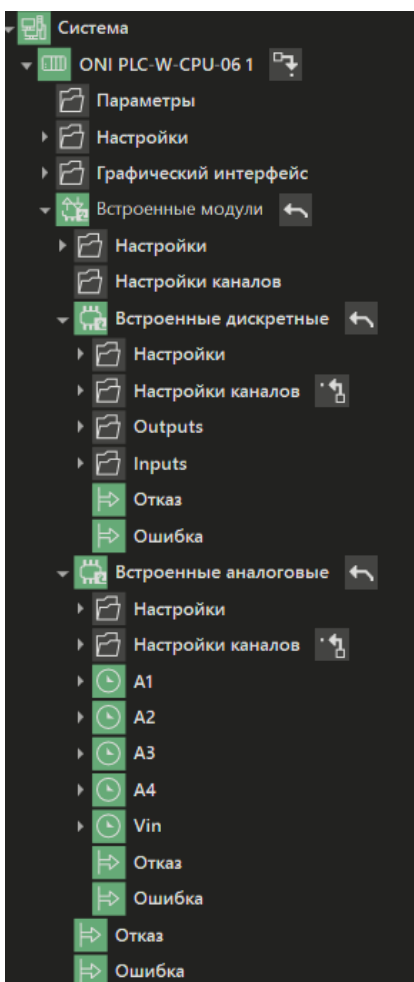 Система
ONI PLC-W-CPU-06 1
Параметры
Настройки
Графический интерфейс
Встроенные модули
Настройки
Настройки каналов
Встроенные дискретные
Настройки
Настройки каналов
Outputs
Inputs
Отказ
Ошибка
Встроенные аналоговые
Настройки
Настройки каналов
A1
A2
A3
A4
Vin
Отказ
Ошибка
Отказ
Ошибка